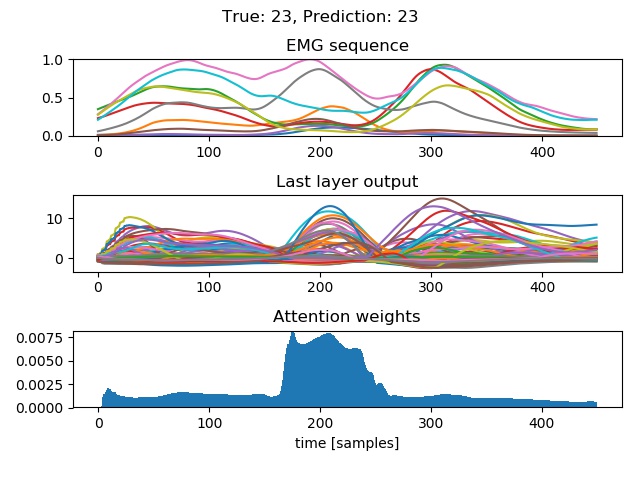 True: 23, Prediction: 23
EMG sequence
1.0
0.5
0.0
0 100 200 300 400
Last layer output
10
0
0 100 200 300 400
Attention weights
0.0075
0.0050
0.0025
0.0000
0 100 200 300 400
time [samples]